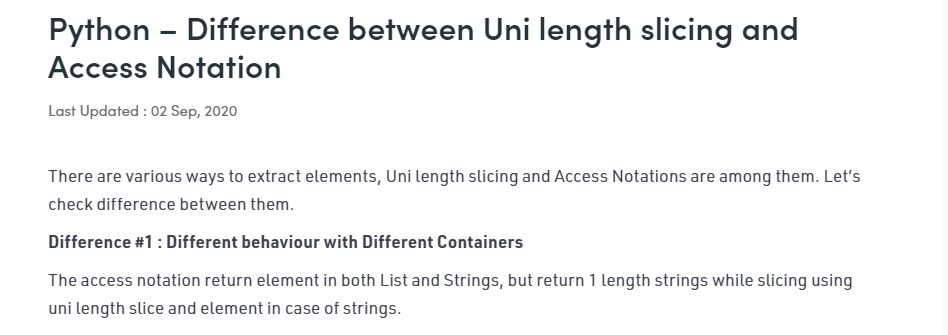 Python – Difference between Uni length slicing and
Access Notation
Last Updated : 02 Sep, 2020
There are various ways to extract elements, Uni length slicing and Access Notations are among them. Let’s
check difference between them.
Difference #1 : Different behaviour with Different Containers
The access notation return element in both List and Strings, but return 1 length strings while slicing using
uni length slice and element in case of strings.